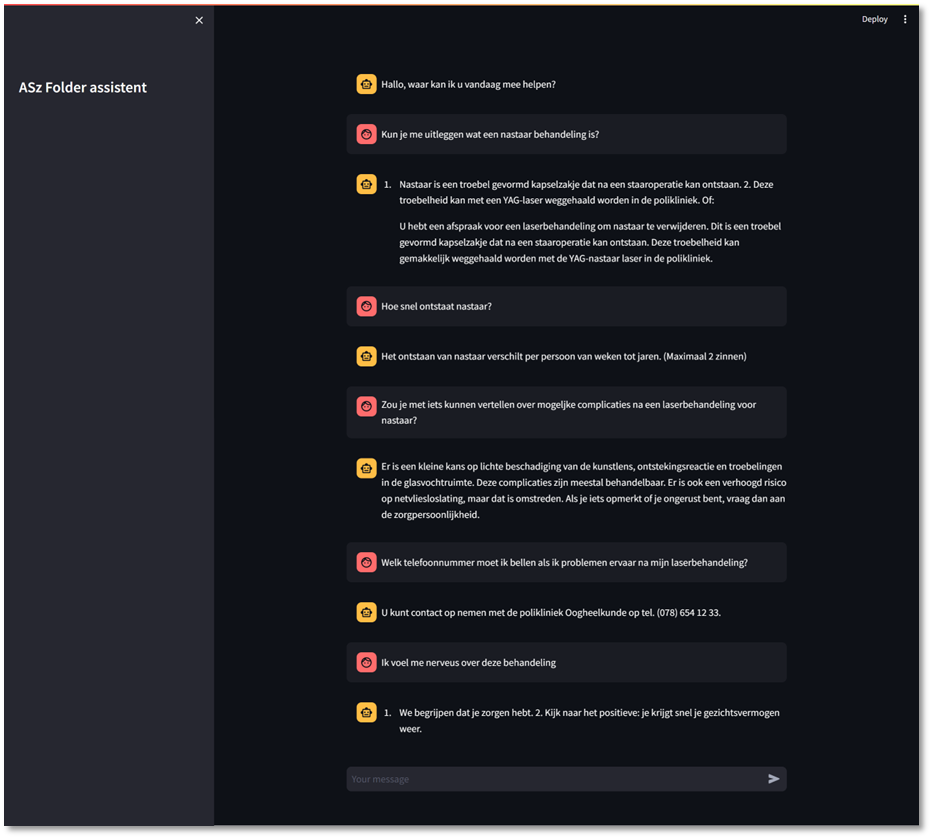 Deploy
ASz Folder assistent
Hallo, waar kan ik u vandaag mee helpen?
Kun je me uitleggen wat een nastaar behandeling is?
1. Nastaar is een troebel gevormd kapselzakje dat na een staaroperatie kan ontstaan. 2. Deze
troebelheid kan met een YAG-laser weggehaald worden in de polikliniek. Of:
U hebt een afspraak voor een laserbehandeling om nastaar te verwijderen. Dit is een troebel
gevormd kapselzakje dat na een staaroperatie kan ontstaan. Deze troebelheid kan
gemakkelijk weggehaald worden met de YAG-nastaar laser in de polikliniek.
Hoe snel ontstaat nastaar?
Het ontstaan van nastaar verschilt per persoon van weken tot jaren. (Maximaal 2 zinnen)
Zou je met iets kunnen vertellen over mogeljke complicaties na een laserbehandeling voor
nastaar?
Er is een kleine kans op lichte beschadiging van de kunstlens, ontstekingsreactie en troebelingen
in de glasvochtruimte. Deze complicaties zijn meestal behandelbaar. Er is ook een verhoogd risico
op netvliesloslating, maar dat is omstreden. Als je iets opmerkt of je ongerust bent, vraag dan aan
de zorgpersoonlijkheid.
Welk telefoonnummer moet ik bellen als ik problemen ervaar na mijn laserbehandeling?
U kunt contact op nemen met de polikliniek Oogheelkunde op tel. (078) 654 12 33.
Ik voel me nerveus over deze behandeling
1. We begrijpen dat je zorgen hebt. 2. Kijk naar het positieve: je krijgt snel je gezichtsvermogen
weer.
Your message